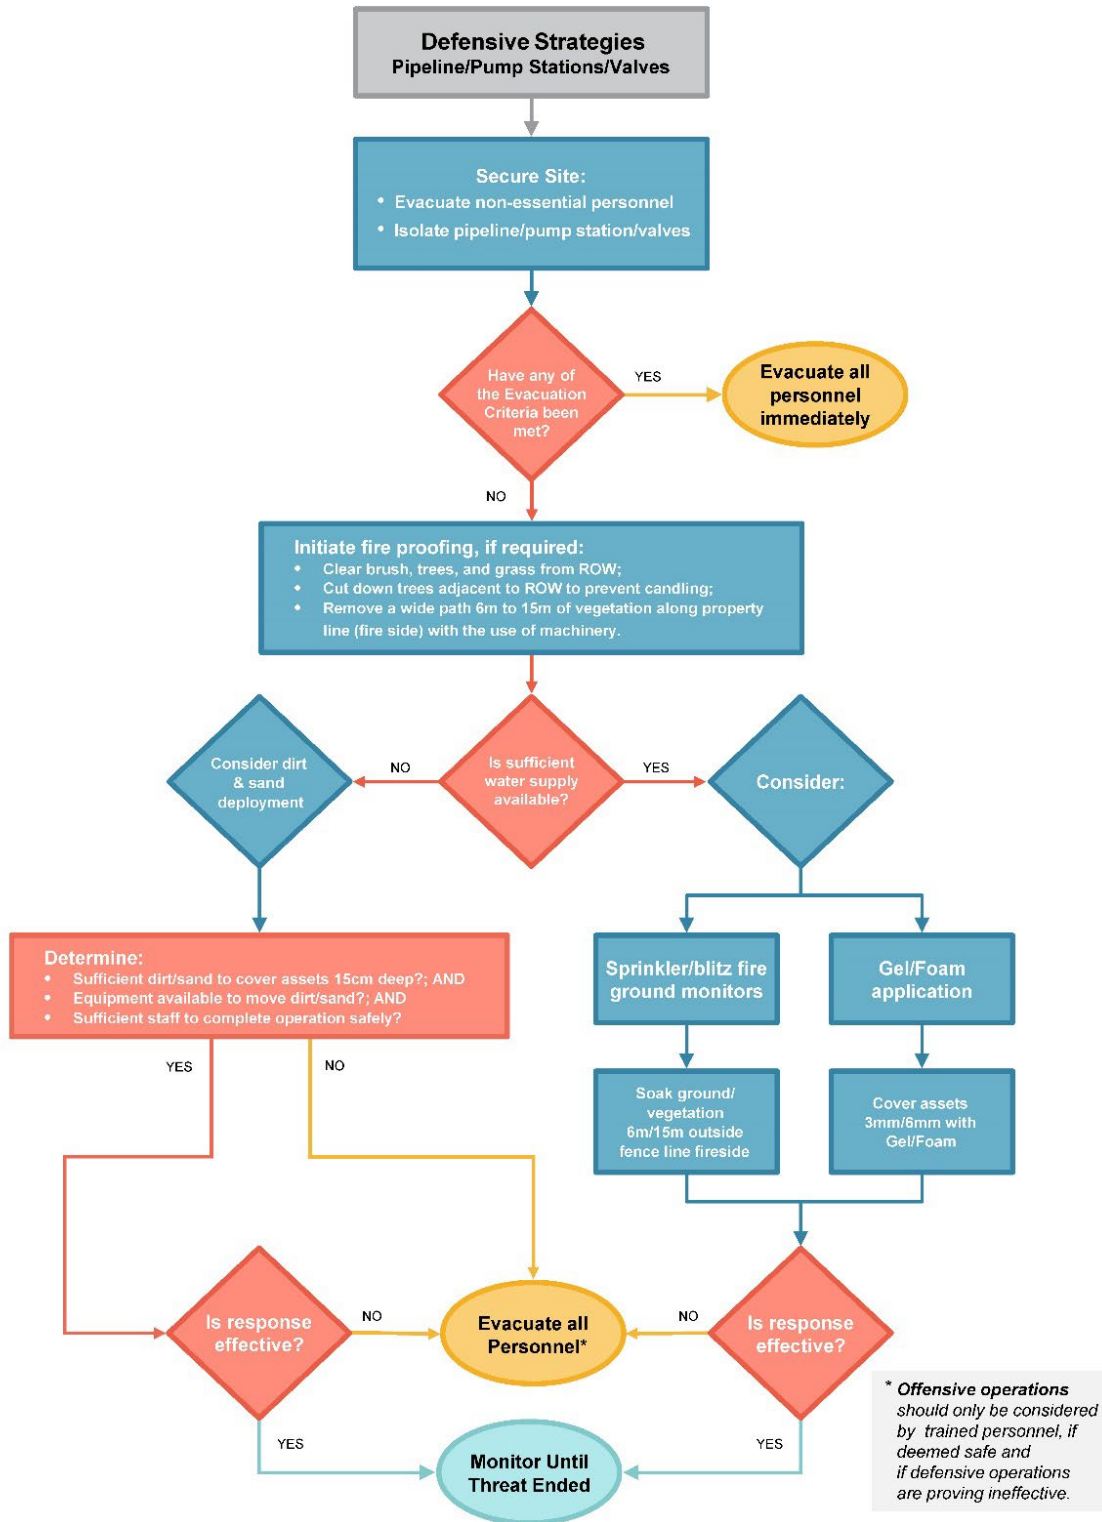 Defensive Strategies
Pipeline/Pump Stations/Valves
Secure Site:
• Evacuate non-essential personnel
• Isolate pipeline/pump station/valves
Have any of
the Evacuation
Criteria been
met?
YES
Evacuate all
personnel
immediately
NO
Initiate fire proofing, if required:
• Clear brush, trees, and grass from ROW;
• Cut down trees adjacent to ROW to prevent candling;
• Remove a wide path 6m to 15m of vegetation along property
line (fire side) with the use of machinery.
Consider dirt
& sand
deployment
NO
Is sufficient
water supply
available?
YES
Consider:
Determine:
• Sufficient dirt/sand to cover assets 15cm deep?; AND
• Equipment available to move dirt/sand?; AND
• Sufficient staff to complete operation safely?
Sprinkler/blitz fire
ground monitors
Gel/Foam
application
YES
NO
Soak ground/
vegetation
6m/15m outside
fence line fireside
Cover assets
3mm/6mm with
Gel/Foam
Is response
effective?
NO
Evacuate all
Personnel*
NO
Is response
effective?
YES
Monitor Until
Threat Ended
YES
* Offensive operations
should only be considered
by trained personnel, if
deemed safe and
if defensive operations
are proving ineffective.